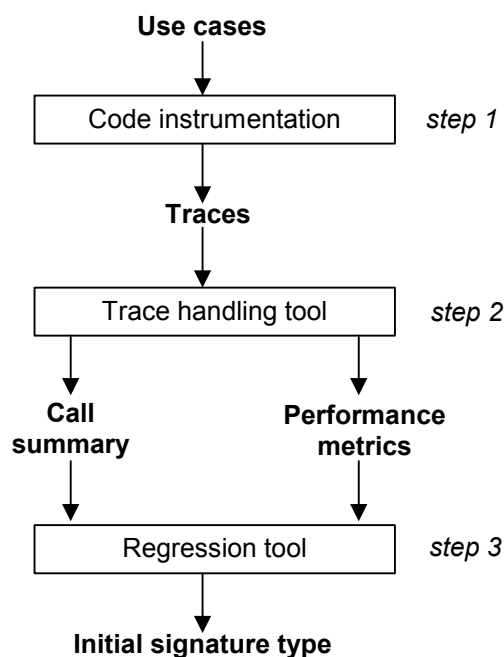 Use cases
Code instrumentation
step 1
Traces
Trace handling tool
step 2
Call
summary
Performance
metrics
Regression tool
step 3
Initial signature type